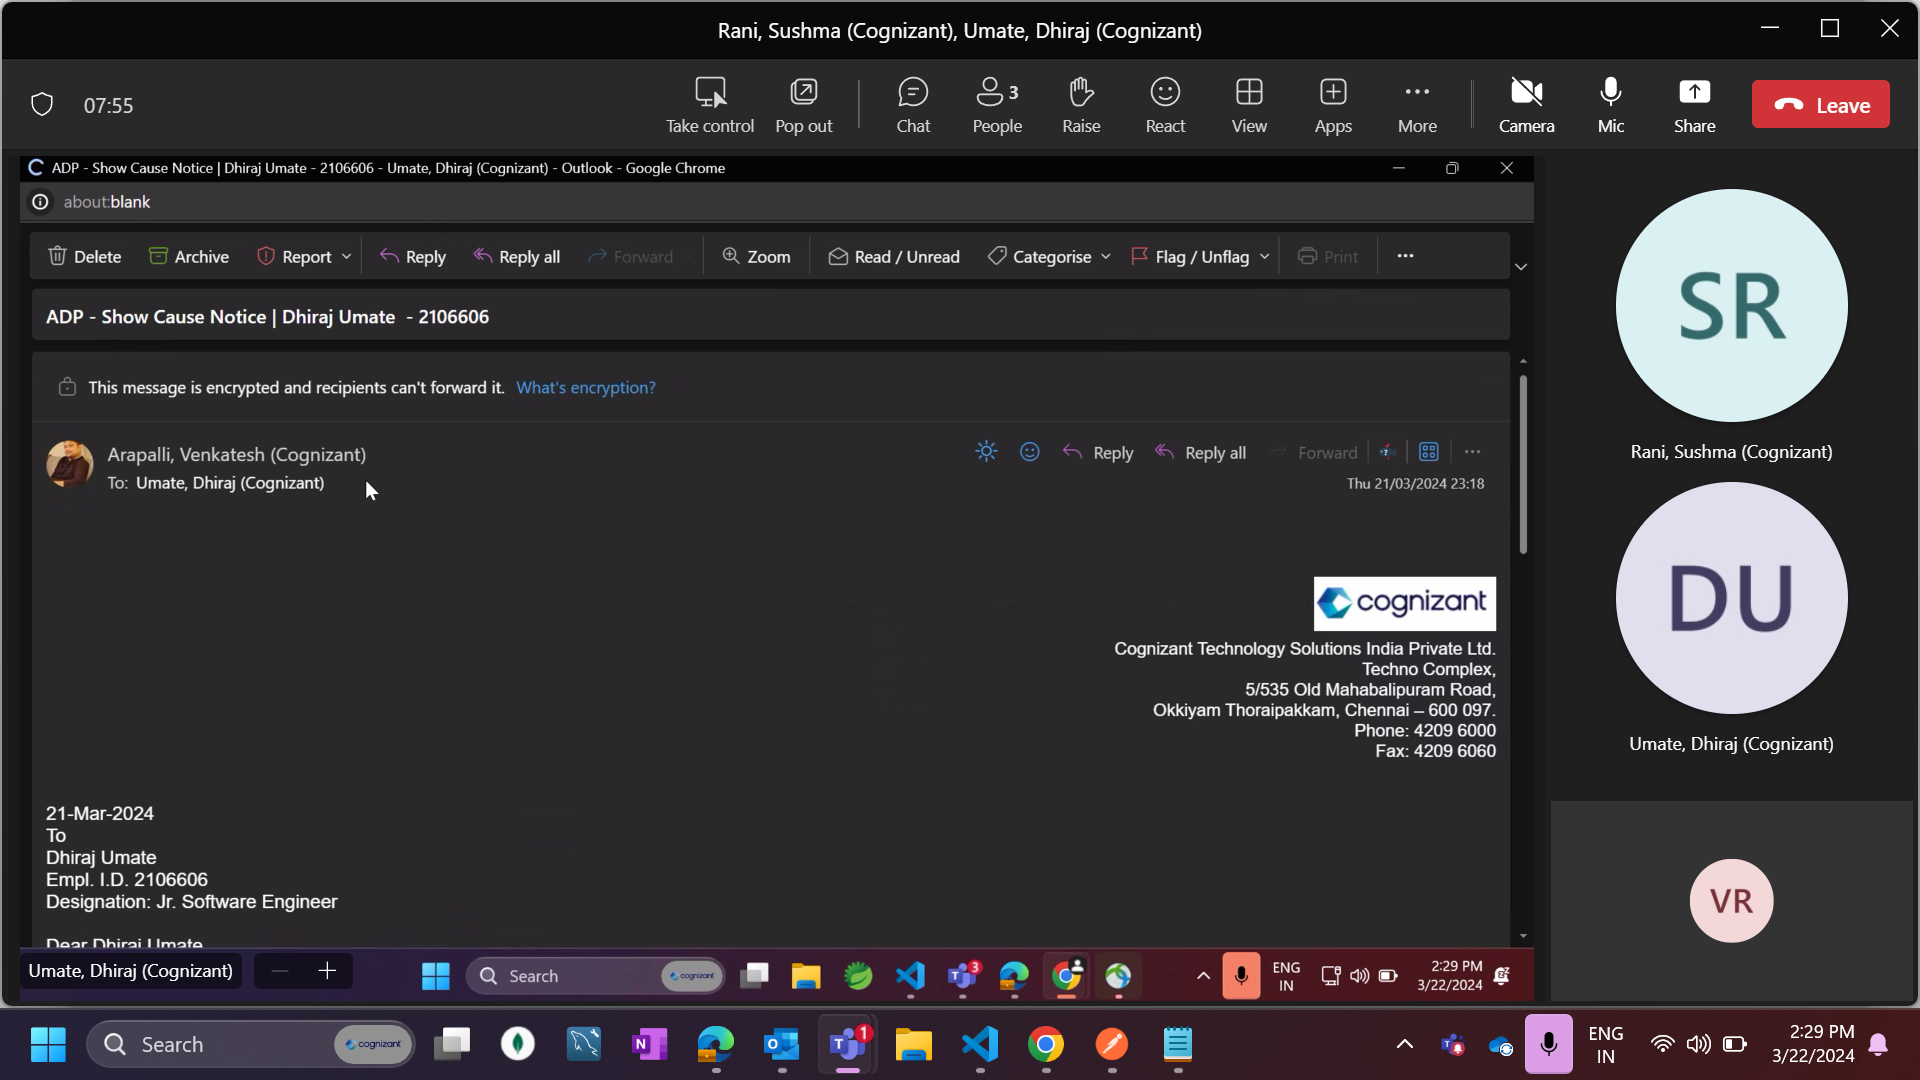 Rani, Sushma (Cognizant), Umate, Dhiraj (Cognizant)
07:55
Take control
Pop out
Chat
People
3
Raise
React
View
Apps
More
Camera
Mic
Share
Leave
ADP - Show Cause Notice | Dhiraj Umate - 2106606 - Umate, Dhiraj (Cognizant) - Outlook - Google Chrome
about:blank
Delete
Archive
Report
Reply
Reply all
Forward
Zoom
Read / Unread
Categorise
Flag / Unflag
Print
ADP - Show Cause Notice | Dhiraj Umate - 2106606
This message is encrypted and recipients can't forward it. What's encryption?
Arapalli, Venkatesh (Cognizant)
To: Umate, Dhiraj (Cognizant)
Reply
Reply all
Forward
Thu 21/03/2024 23:18
cognizant
Cognizant Technology Solutions India Private Ltd.
Techno Complex,
5/535 Old Mahabalipuram Road,
Okkiyam Thoraipakkam, Chennai – 600 097.
Phone: 4209 6000
Fax: 4209 6060
21-Mar-2024
To
Dhiraj Umate
Empl. I.D. 2106606
Designation: Jr. Software Engineer
Dear Dhiraj Umate
SR
Rani, Sushma (Cognizant)
DU
Umate, Dhiraj (Cognizant)
VR
Umate, Dhiraj (Cognizant)
Search
cognizant
3
ENG
IN
2:29 PM
3/22/2024
Search
cognizant
1
ENG
IN
2:29 PM
3/22/2024